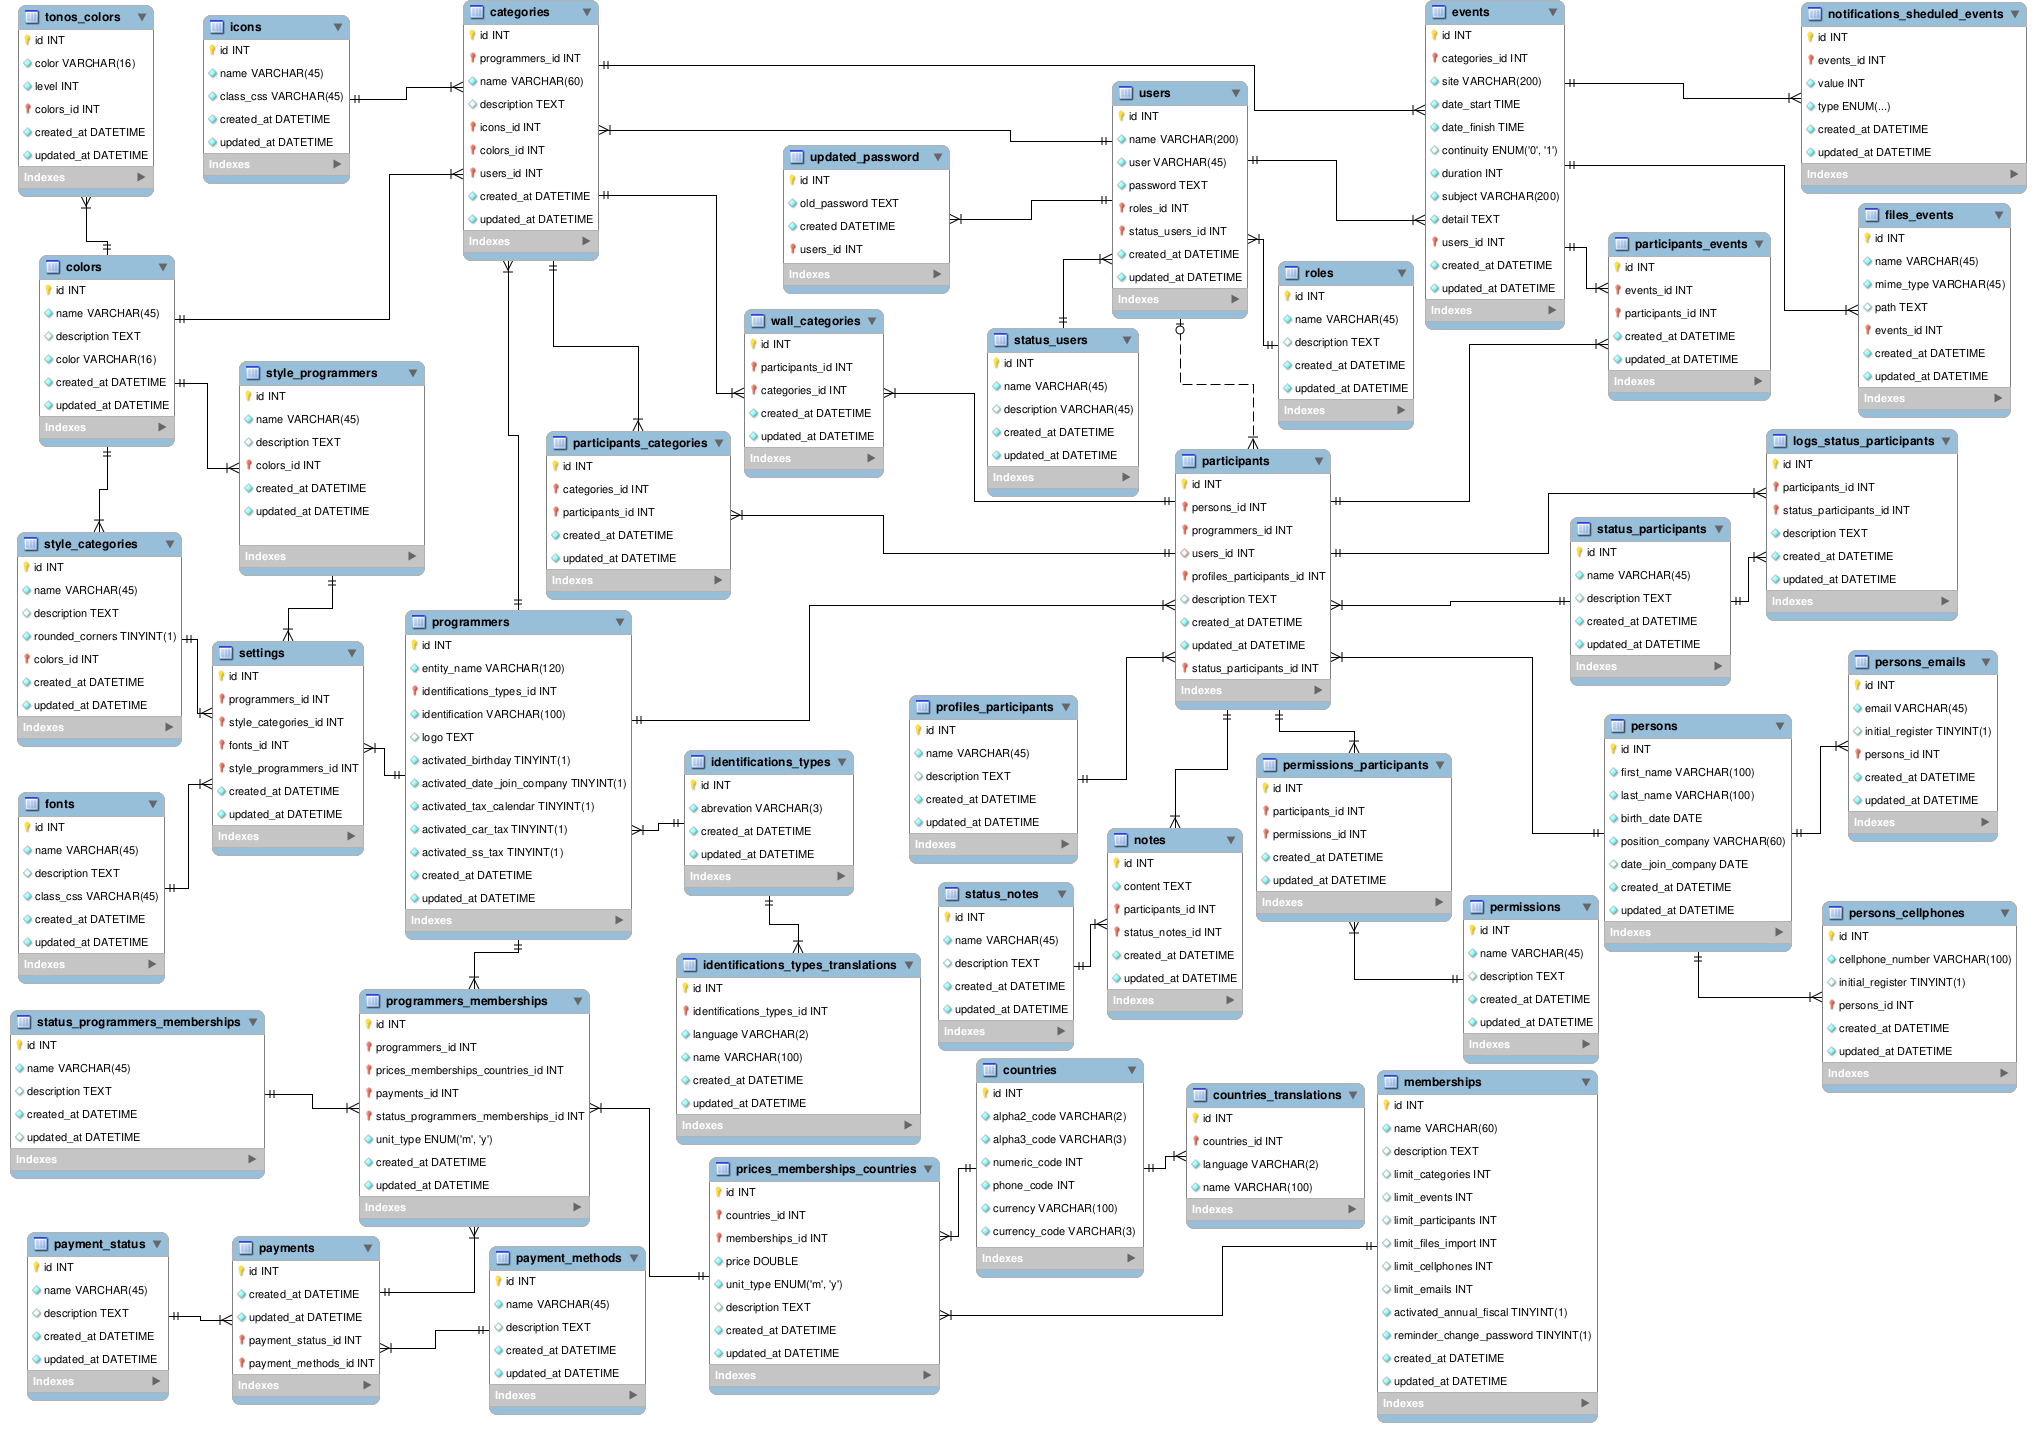 tonos_colors
id INT
color VARCHAR(16)
level INT
colors_id INT
created_at DATETIME
updated_at DATETIME
Indexes
icons
id INT
name VARCHAR(45)
class_css VARCHAR(45)
created_at DATETIME
updated_at DATETIME
Indexes
categories
id INT
programmers_id INT
name VARCHAR(60)
description TEXT
icons_id INT
colors_id INT
users_id INT
created_at DATETIME
updated_at DATETIME
Indexes
updated_password
id INT
old_password TEXT
created DATETIME
users_id INT
Indexes
users
id INT
name VARCHAR(200)
user VARCHAR(45)
password TEXT
roles_id INT
status_users_id INT
created_at DATETIME
updated_at DATETIME
Indexes
events
id INT
categories_id INT
site VARCHAR(200)
date_start TIME
date_finish TIME
continuity ENUM('0', '1')
duration INT
subject VARCHAR(200)
detail TEXT
users_id INT
created_at DATETIME
updated_at DATETIME
Indexes
notifications_sheduled_events
id INT
events_id INT
value INT
type ENUM(...)
created_at DATETIME
updated_at DATETIME
Indexes
files_events
id INT
name VARCHAR(45)
mime_type VARCHAR(45)
path TEXT
events_id INT
created_at DATETIME
updated_at DATETIME
Indexes
participants_events
id INT
events_id INT
participants_id INT
created_at DATETIME
updated_at DATETIME
Indexes
roles
id INT
name VARCHAR(45)
description TEXT
created_at DATETIME
updated_at DATETIME
Indexes
status_users
id INT
name VARCHAR(45)
description VARCHAR(45)
created_at DATETIME
updated_at DATETIME
Indexes
wall_categories
id INT
participants_id INT
categories_id INT
created_at DATETIME
updated_at DATETIME
Indexes
colors
id INT
name VARCHAR(45)
description TEXT
color VARCHAR(16)
created_at DATETIME
updated_at DATETIME
Indexes
style_programmers
id INT
name VARCHAR(45)
description TEXT
colors_id INT
created_at DATETIME
updated_at DATETIME
Indexes
participants_categories
id INT
categories_id INT
participants_id INT
created_at DATETIME
updated_at DATETIME
Indexes
participants
id INT
persons_id INT
programmers_id INT
users_id INT
profiles_participants_id INT
description TEXT
created_at DATETIME
updated_at DATETIME
status_participants_id INT
Indexes
logs_status_participants
id INT
participants_id INT
status_participants_id INT
description TEXT
created_at DATETIME
updated_at DATETIME
Indexes
status_participants
id INT
name VARCHAR(45)
description TEXT
created_at DATETIME
updated_at DATETIME
Indexes
style_categories
id INT
name VARCHAR(45)
description TEXT
rounded_corners TINYINT(1)
colors_id INT
created_at DATETIME
updated_at DATETIME
Indexes
settings
id INT
programmers_id INT
style_categories_id INT
fonts_id INT
style_programmers_id INT
created_at DATETIME
updated_at DATETIME
Indexes
programmers
id INT
entity_name VARCHAR(120)
identifications_types_id INT
identification VARCHAR(100)
logo TEXT
activated_birthday TINYINT(1)
activated_date_join_company TINYINT(1)
activated_tax_calendar TINYINT(1)
activated_car_tax TINYINT(1)
activated_ss_tax TINYINT(1)
created_at DATETIME
updated_at DATETIME
Indexes
identifications_types
id INT
abrevation VARCHAR(3)
created_at DATETIME
updated_at DATETIME
Indexes
profiles_participants
id INT
name VARCHAR(45)
description TEXT
created_at DATETIME
updated_at DATETIME
Indexes
permissions_participants
id INT
participants_id INT
permissions_id INT
created_at DATETIME
updated_at DATETIME
Indexes
persons
id INT
first_name VARCHAR(100)
last_name VARCHAR(100)
birth_date DATE
position_company VARCHAR(60)
date_join_company DATE
created_at DATETIME
updated_at DATETIME
Indexes
persons_emails
id INT
email VARCHAR(45)
initial_register TINYINT(1)
persons_id INT
created_at DATETIME
updated_at DATETIME
Indexes
fonts
id INT
name VARCHAR(45)
description TEXT
class_css VARCHAR(45)
created_at DATETIME
updated_at DATETIME
Indexes
notes
id INT
content TEXT
participants_id INT
status_notes_id INT
created_at DATETIME
updated_at DATETIME
Indexes
status_notes
id INT
name VARCHAR(45)
description TEXT
created_at DATETIME
updated_at DATETIME
Indexes
permissions
id INT
name VARCHAR(45)
description TEXT
created_at DATETIME
updated_at DATETIME
Indexes
persons_cellphones
id INT
cellphone_number VARCHAR(100)
initial_register TINYINT(1)
persons_id INT
created_at DATETIME
updated_at DATETIME
Indexes
identifications_types_translations
id INT
identifications_types_id INT
language VARCHAR(2)
name VARCHAR(100)
created_at DATETIME
updated_at DATETIME
Indexes
programmers_memberships
id INT
programmers_id INT
prices_memberships_countries_id INT
payments_id INT
status_programmers_memberships_id INT
unit_type ENUM('m', 'y')
created_at DATETIME
updated_at DATETIME
Indexes
status_programmers_memberships
id INT
name VARCHAR(45)
description TEXT
created_at DATETIME
updated_at DATETIME
Indexes
countries
id INT
alpha2_code VARCHAR(2)
alpha3_code VARCHAR(3)
numeric_code INT
phone_code INT
currency VARCHAR(100)
currency_code VARCHAR(3)
Indexes
countries_translations
id INT
countries_id INT
language VARCHAR(2)
name VARCHAR(100)
Indexes
memberships
id INT
name VARCHAR(60)
description TEXT
limit_categories INT
limit_events INT
limit_participants INT
limit_files_import INT
limit_cellphones INT
limit_emails INT
activated_annual_fiscal TINYINT(1)
reminder_change_password TINYINT(1)
created_at DATETIME
updated_at DATETIME
Indexes
prices_memberships_countries
id INT
countries_id INT
memberships_id INT
price DOUBLE
unit_type ENUM('m', 'y')
description TEXT
created_at DATETIME
updated_at DATETIME
Indexes
payment_status
id INT
name VARCHAR(45)
description TEXT
created_at DATETIME
updated_at DATETIME
Indexes
payments
id INT
created_at DATETIME
updated_at DATETIME
payment_status_id INT
payment_methods_id INT
Indexes
payment_methods
id INT
name VARCHAR(45)
description TEXT
created_at DATETIME
updated_at DATETIME
Indexes